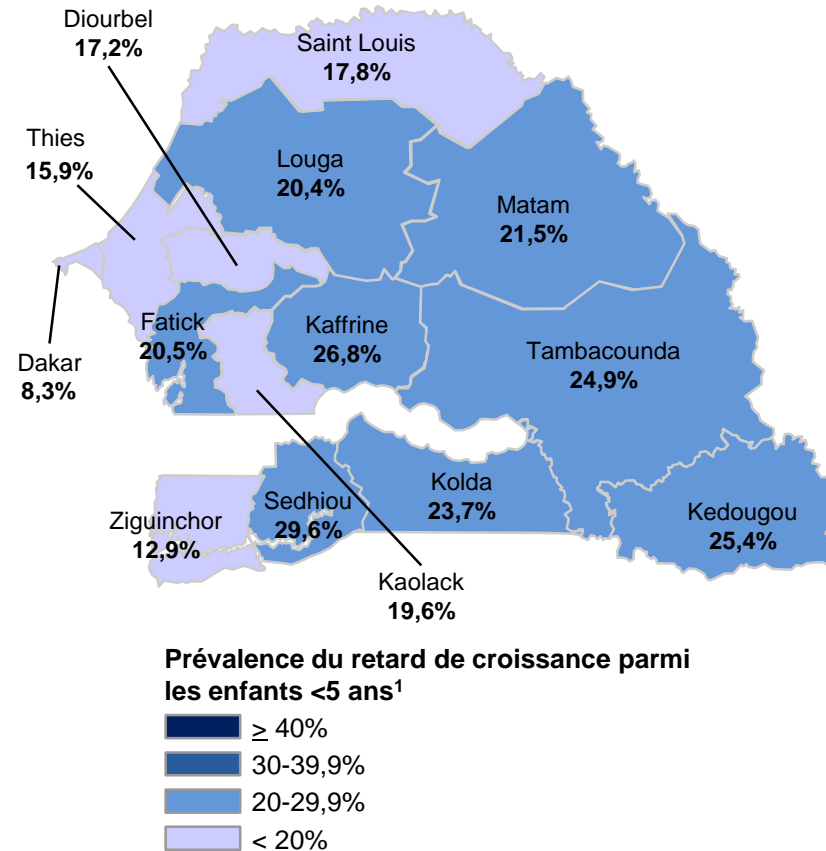 Diourbel
17,2%
Saint Louis
17,8%
Thies
15,9%
Louga
20,4%
Matam
21,5%
Dakar
8,3%
Fatick
20,5%
Kaffrine
26,8%
Tambacounda
24,9%
Ziguinchor
12,9%
Sedhiou
29,6%
Kolda
23,7%
Kedougou
25,4%
Kaolack
19,6%
Prévalence du retard de croissance parmi
les enfants <5 ans¹
≥ 40%
30-39,9%
20-29,9%
< 20%